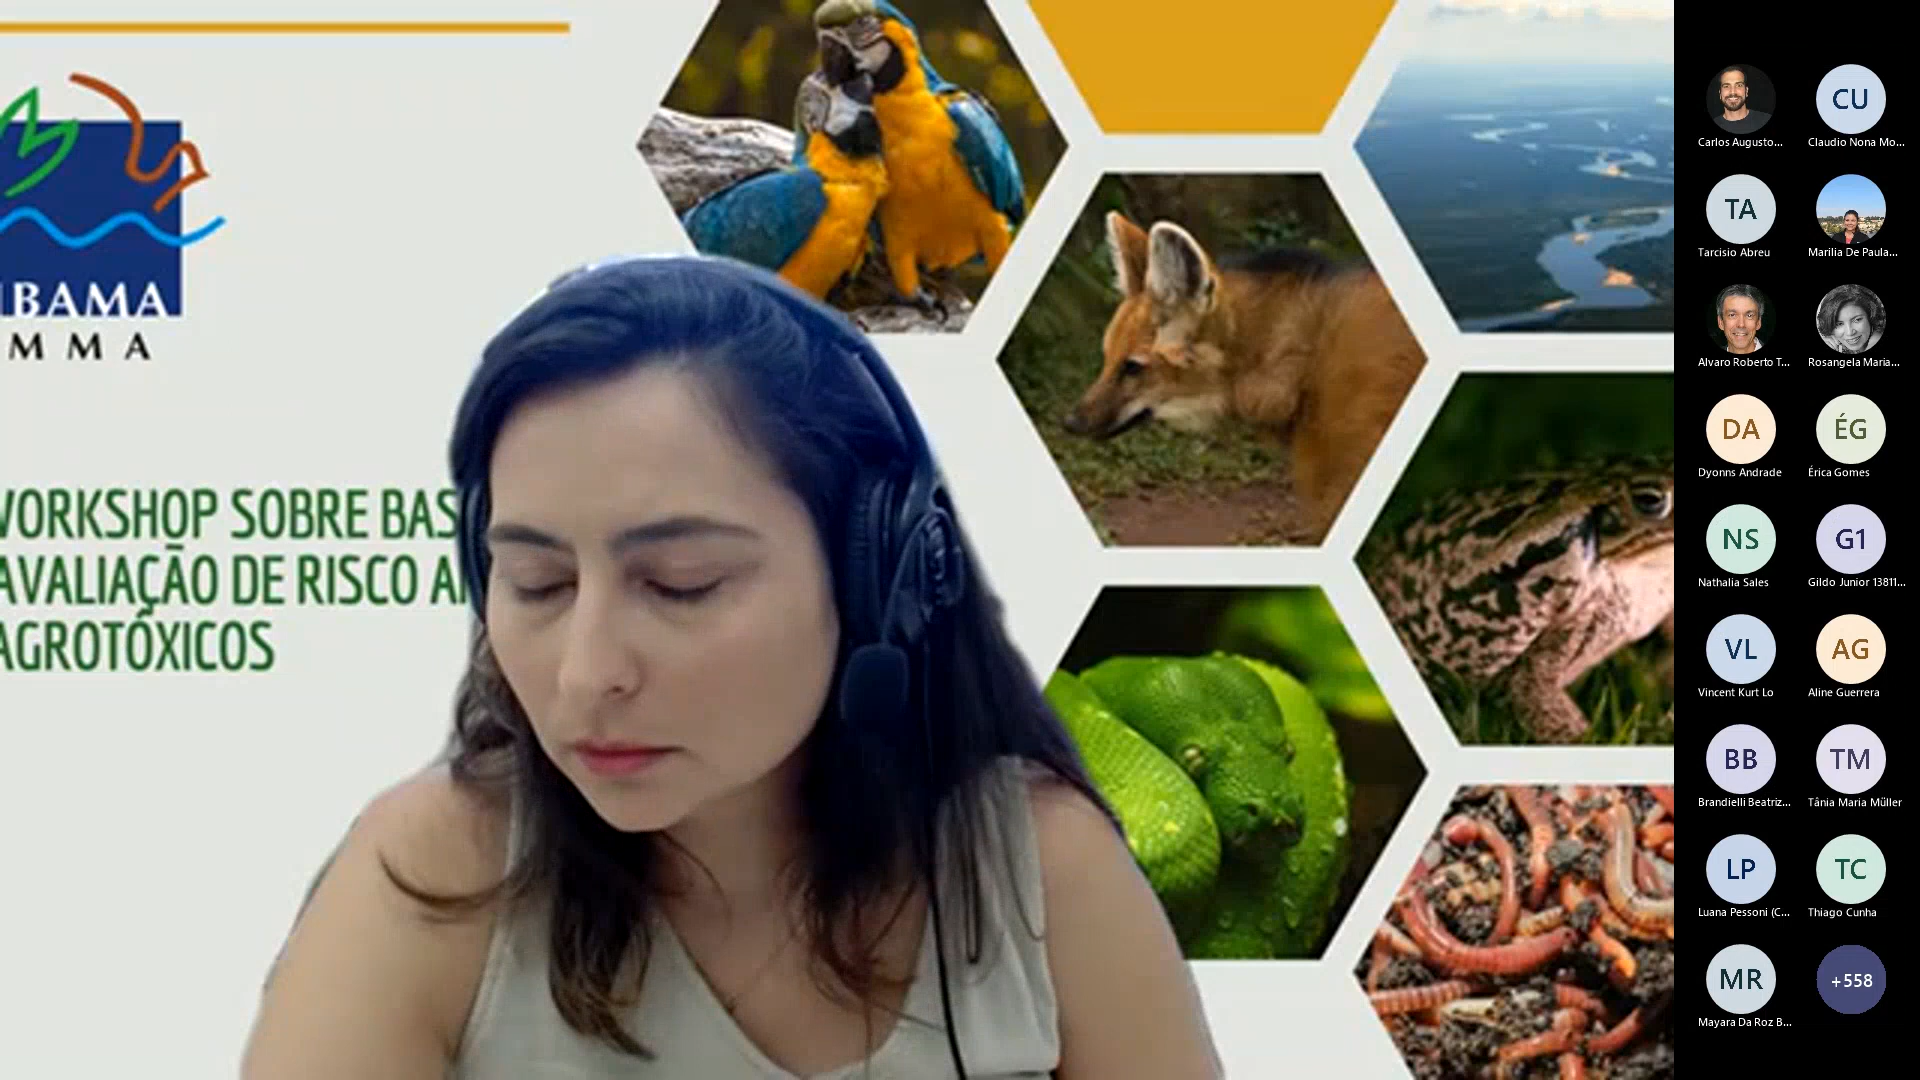 IBAMA
MMA
WORKSHOP SOBRE BAS
AVALIAÇÃO DE RISCO A
AGROTÓXICOS
Carlos Augusto...
CU
Claudio Nona Mo...
TA
Tarcisio Abreu
Marilia De Paula...
Alvaro Roberto T...
Rosangela Maria...
DA
Dyonns Andrade
ÉG
Érica Gomes
NS
Nathalia Sales
G1
Gildo Junior 13811...
VL
Vincent Kurt Lo
AG
Aline Guerrera
BB
Brandielli Beatriz...
TM
Tânia Maria Müller
LP
Luana Pessoni (C...
TC
Thiago Cunha
MR
Mayara Da Roz B...
+558